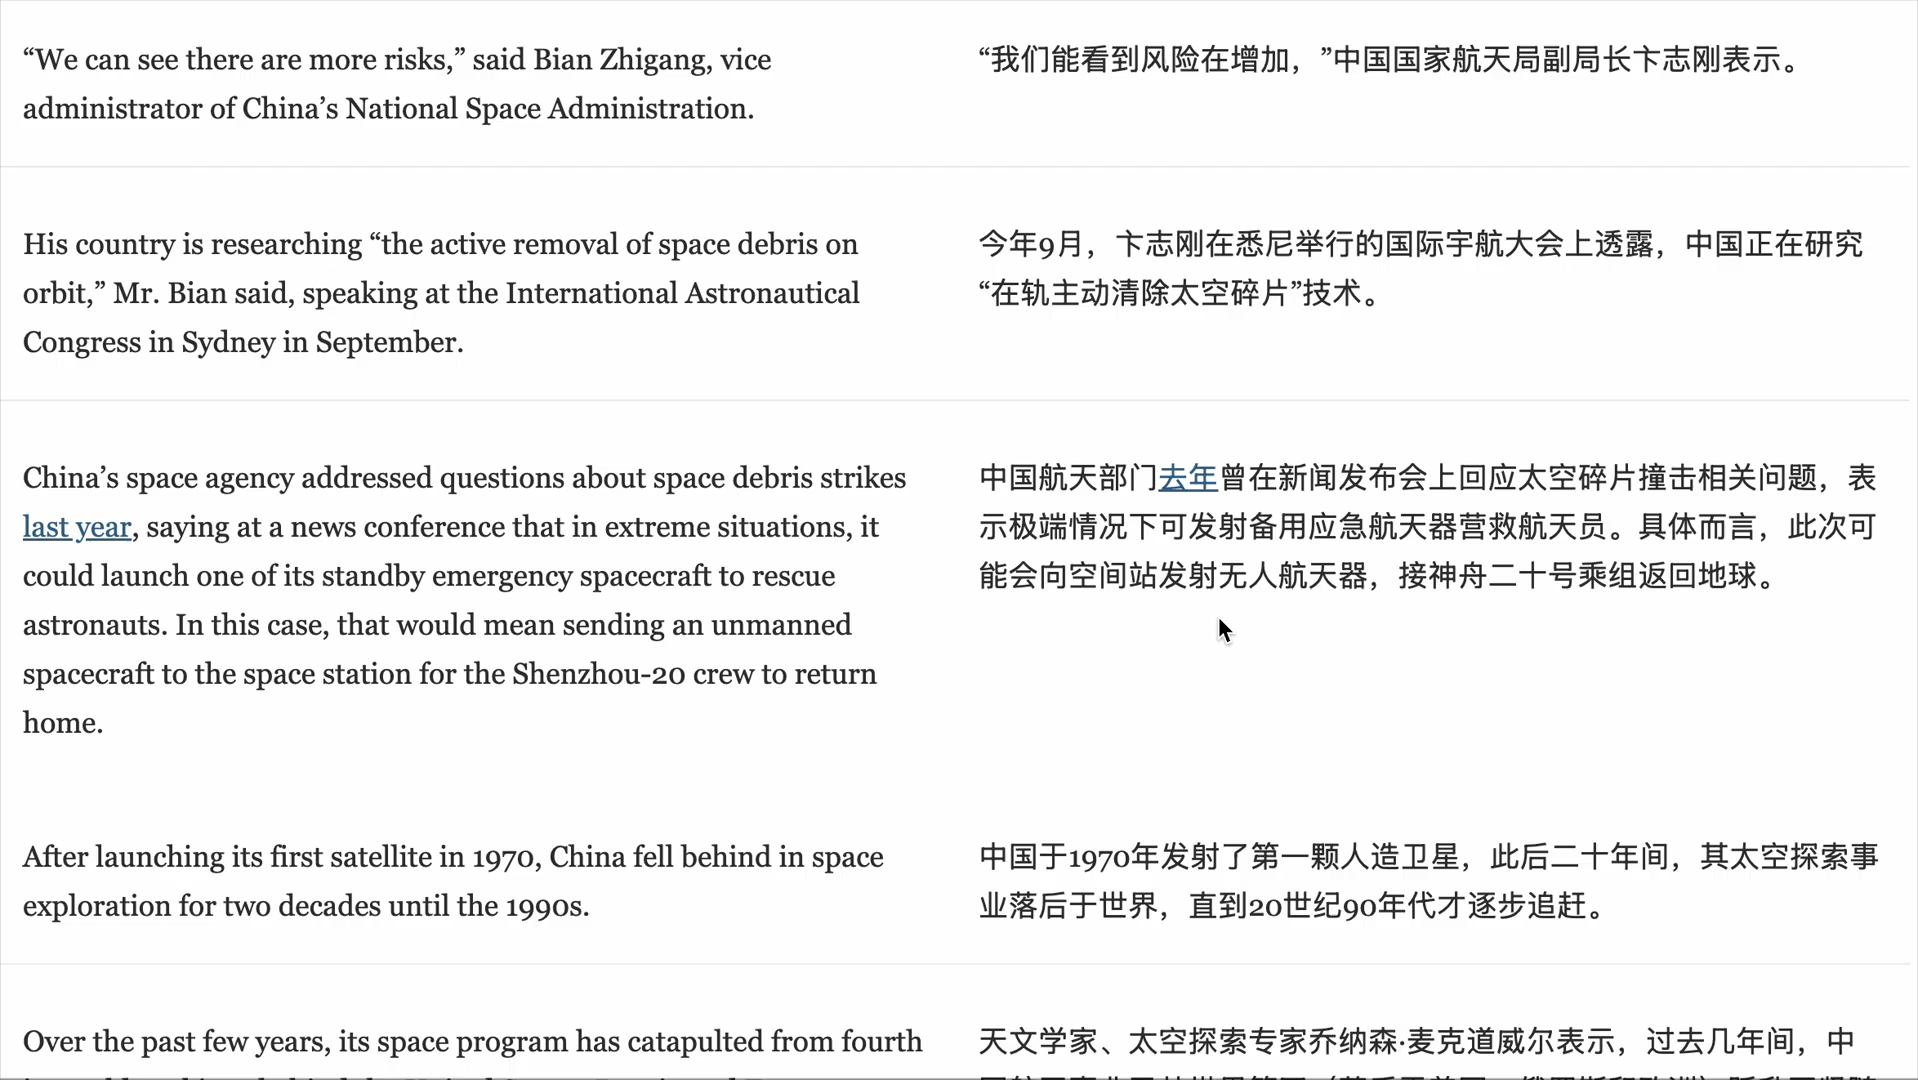 “We can see there are more risks,” said Bian Zhigang, vice
administrator of China’s National Space Administration.
“我们能看到风险在增加，”中国国家航天局副局长卞志刚表示。
His country is researching “the active removal of space debris on
orbit,” Mr. Bian said, speaking at the International Astronautical
Congress in Sydney in September.
今年9月，卞志刚在悉尼举行的国际宇航大会上透露，中国正在研究
“在轨主动清除太空碎片”技术。
China’s space agency addressed questions about space debris strikes
last year, saying at a news conference that in extreme situations, it
could launch one of its standby emergency spacecraft to rescue
astronauts. In this case, that would mean sending an unmanned
spacecraft to the space station for the Shenzhou-20 crew to return
home.
中国航天部门去年曾在新闻发布会上回应太空碎片撞击相关问题，表
示极端情况下可发射备用应急航天器营救航天员。具体而言，此次可
能会向空间站发射无人航天器，接神舟二十号乘组返回地球。
After launching its first satellite in 1970, China fell behind in space
exploration for two decades until the 1990s.
中国于1970年发射了第一颗人造卫星，此后二十年间，其太空探索事
业落后于世界，直到20世纪90年代才逐步追赶。
Over the past few years, its space program has catapulted from fourth
天文学家、太空探索专家乔纳森·麦克道威尔表示，过去几年间，中